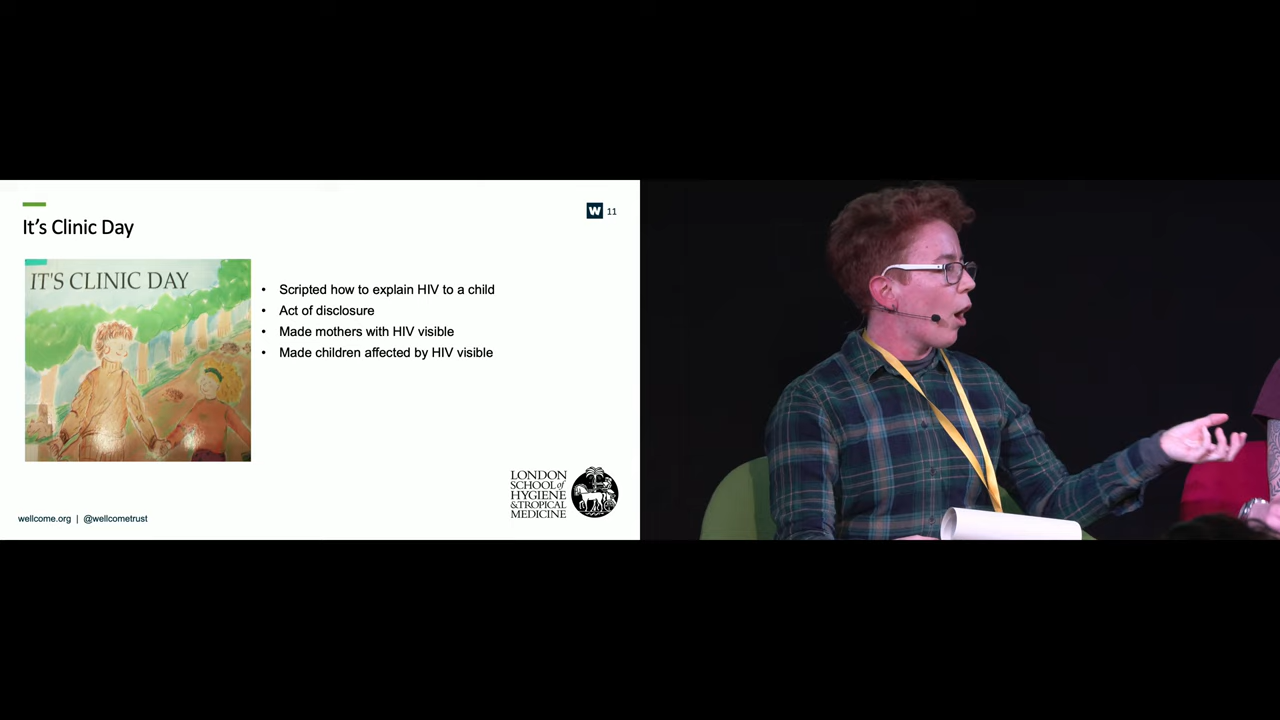 It's Clinic Day
W 11
IT'S CLINIC DAY
• Scripted how to explain HIV to a child
• Act of disclosure
• Made mothers with HIV visible
• Made children affected by HIV visible
LONDON
SCHOOL of
HYGIENE
& TROPICAL
MEDICINE
wellcome.org | @wellcometrust